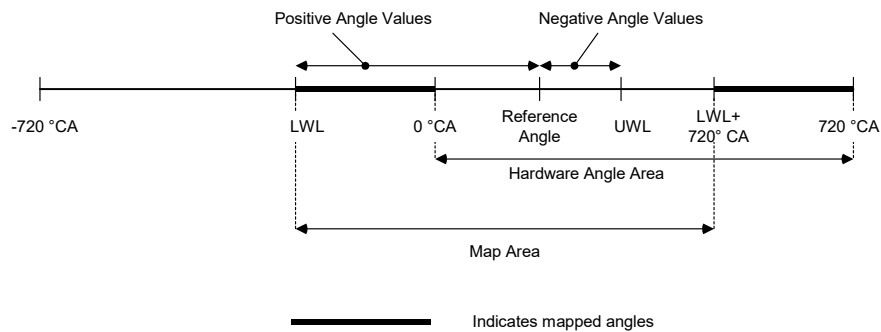 Positive Angle Values
Negative Angle Values
-720 °CA
LWL
0 °CA
Reference
Angle
UWL
LWL+
720° CA
720 °CA
Hardware Angle Area
Map Area
Indicates mapped angles